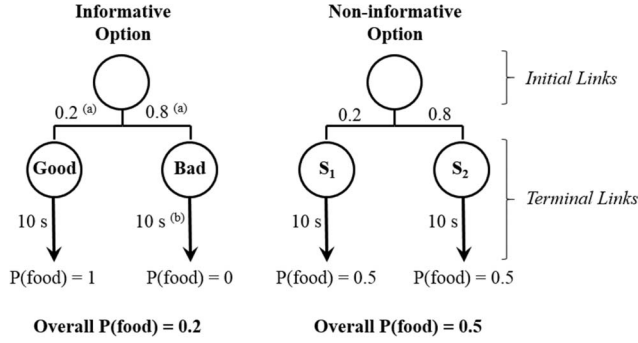 Informative
Option
Non-informative
Option
Initial Links
0.2 (a)
0.8 (a)
0.2
0.8
Good
Bad
S1
S2
Terminal Links
10 s
10 s (b)
10 s
10 s
P(food) = 1
P(food) = 0
P(food) = 0.5
P(food) = 0.5
Overall P(food) = 0.2
Overall P(food) = 0.5